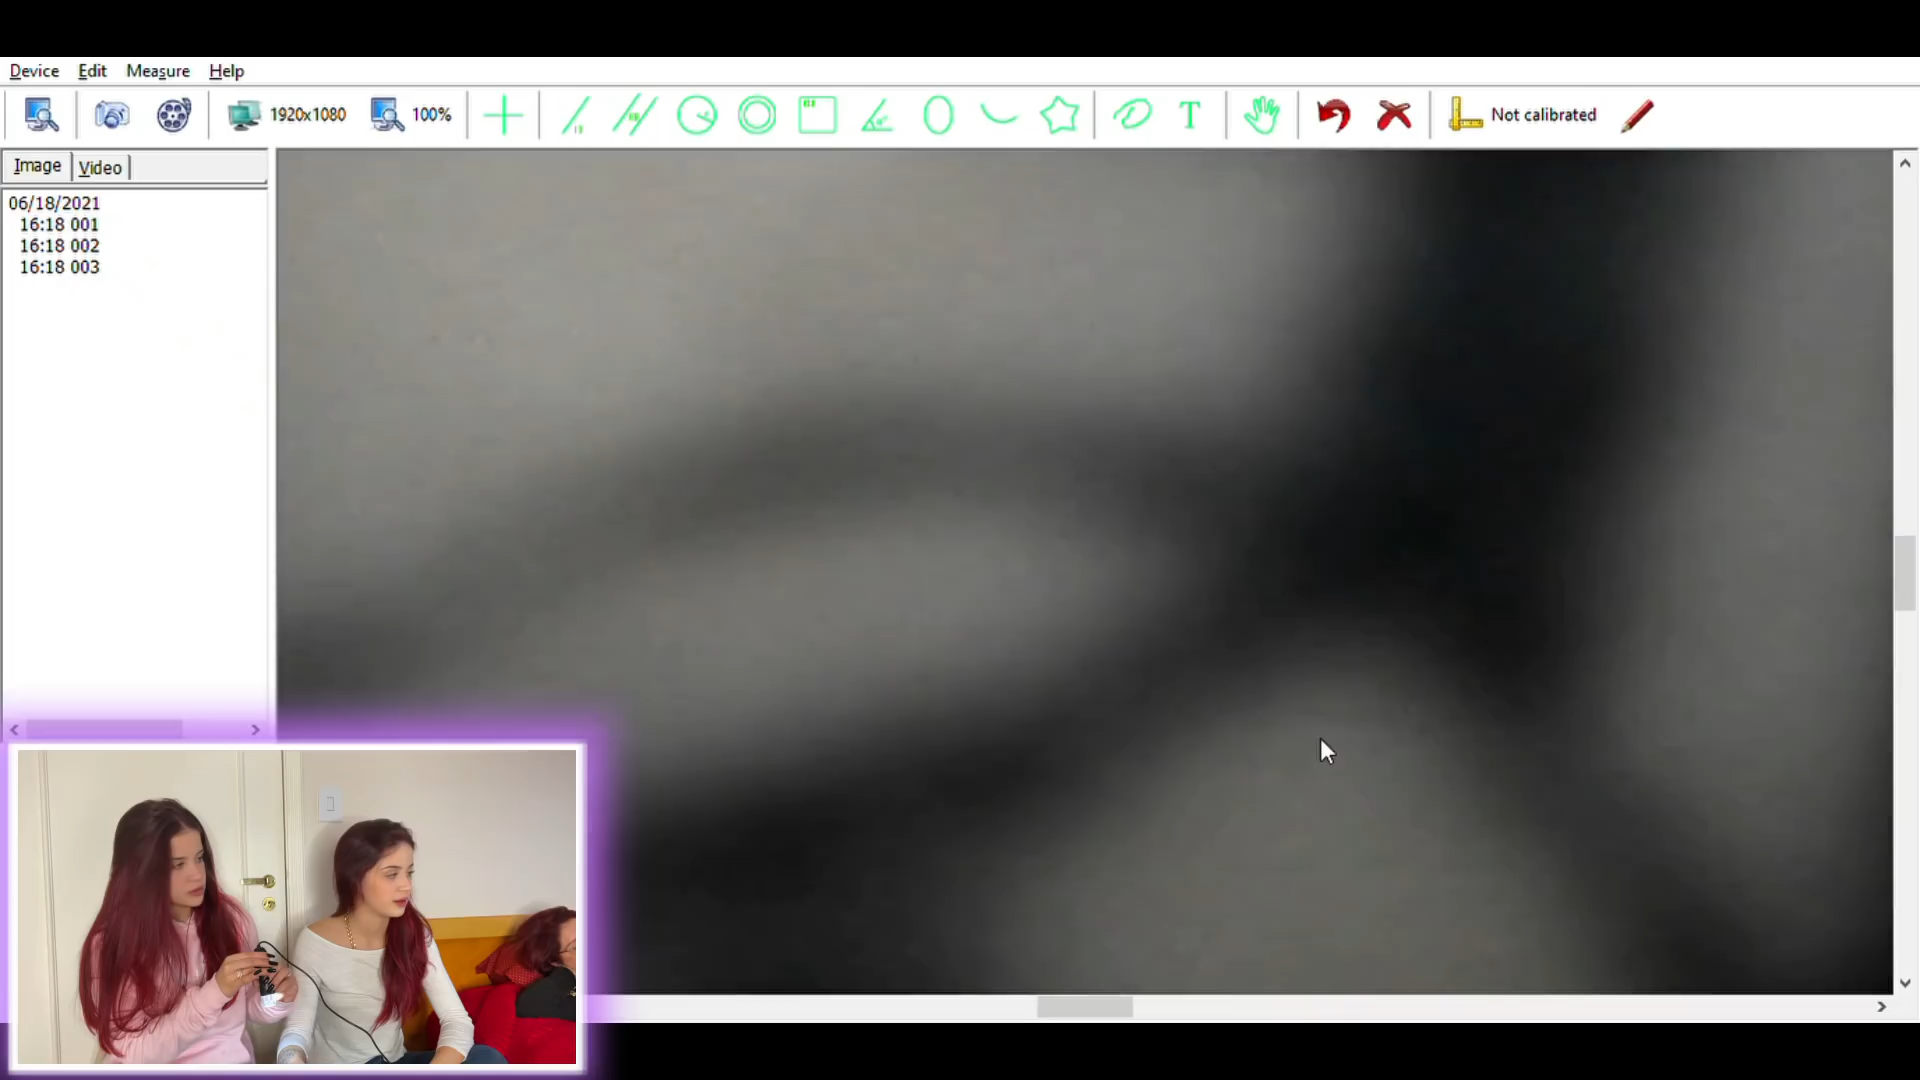 Device Edit Measure Help
1920x1080 100% T Not calibrated
Image Video
06/18/2021
16:18 001
16:18 002
16:18 003